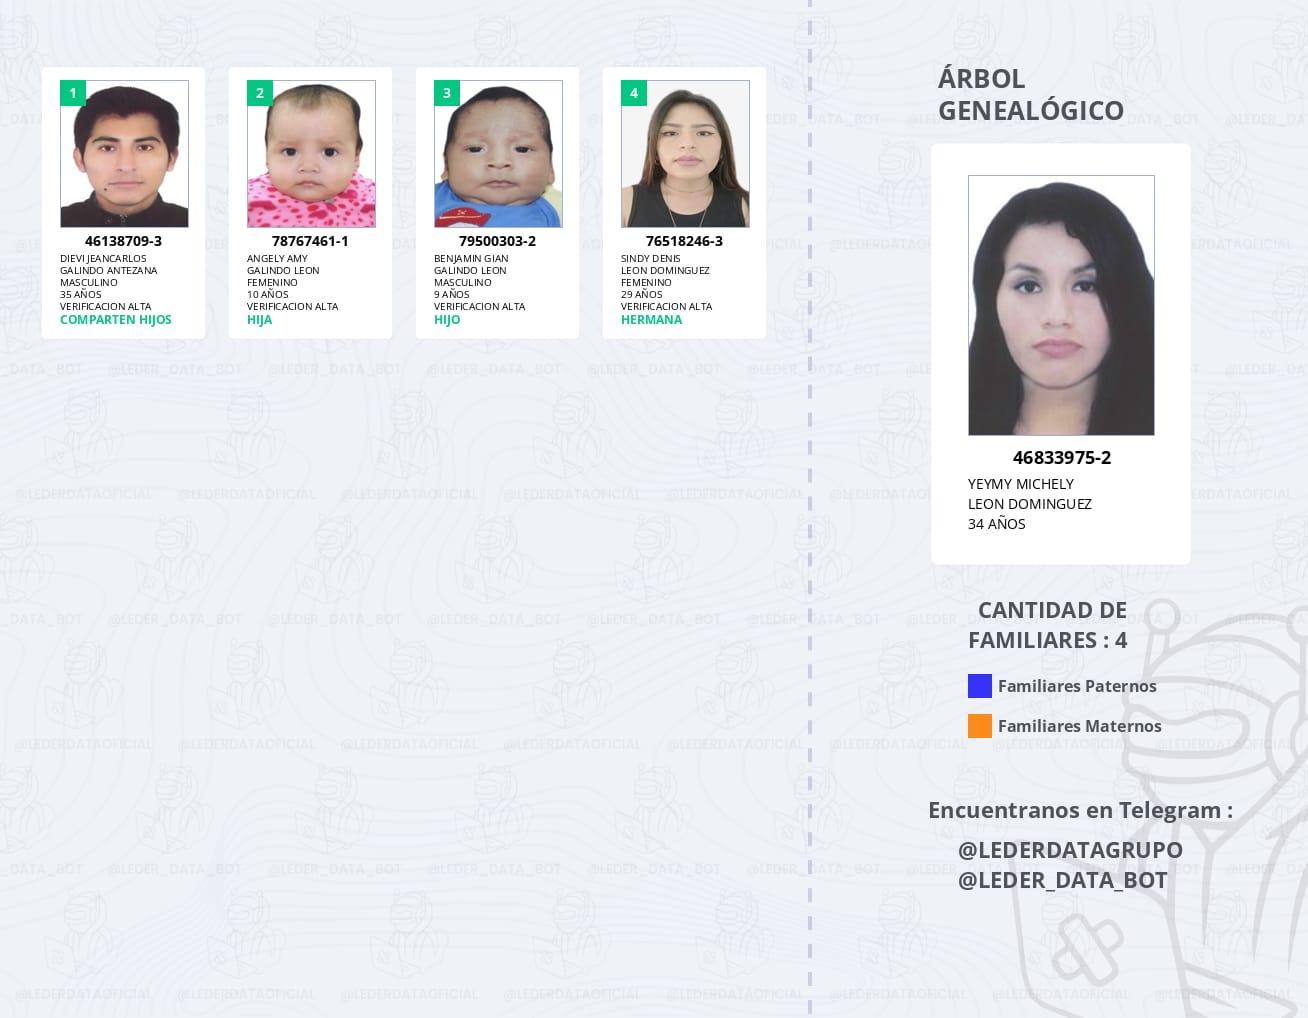 1
46138709-3
DIEVI JEANCARLOS
GALINDO ANTEZANA
MASCULINO
35 AÑOS
VERIFICACION ALTA
COMPARTEN HIJOS
2
78767461-1
ANGELY AMY
GALINDO LEON
FEMENINO
10 AÑOS
VERIFICACION ALTA
HIJA
3
79500303-2
BENJAMIN GIAN
GALINDO LEON
MASCULINO
9 AÑOS
VERIFICACION ALTA
HIJO
4
76518246-3
SINDY DENIS
LEON DOMINGUEZ
FEMENINO
29 AÑOS
VERIFICACION ALTA
HERMANA
ÁRBOL
GENEALÓGICO
46833975-2
YEYMY MICHELY
LEON DOMINGUEZ
34 AÑOS
CANTIDAD DE
FAMILIARES : 4
Familiares Paternos
Familiares Maternos
Encuentranos en Telegram :
@LEDERDATAGRUPO
@LEDER_DATA_BOT